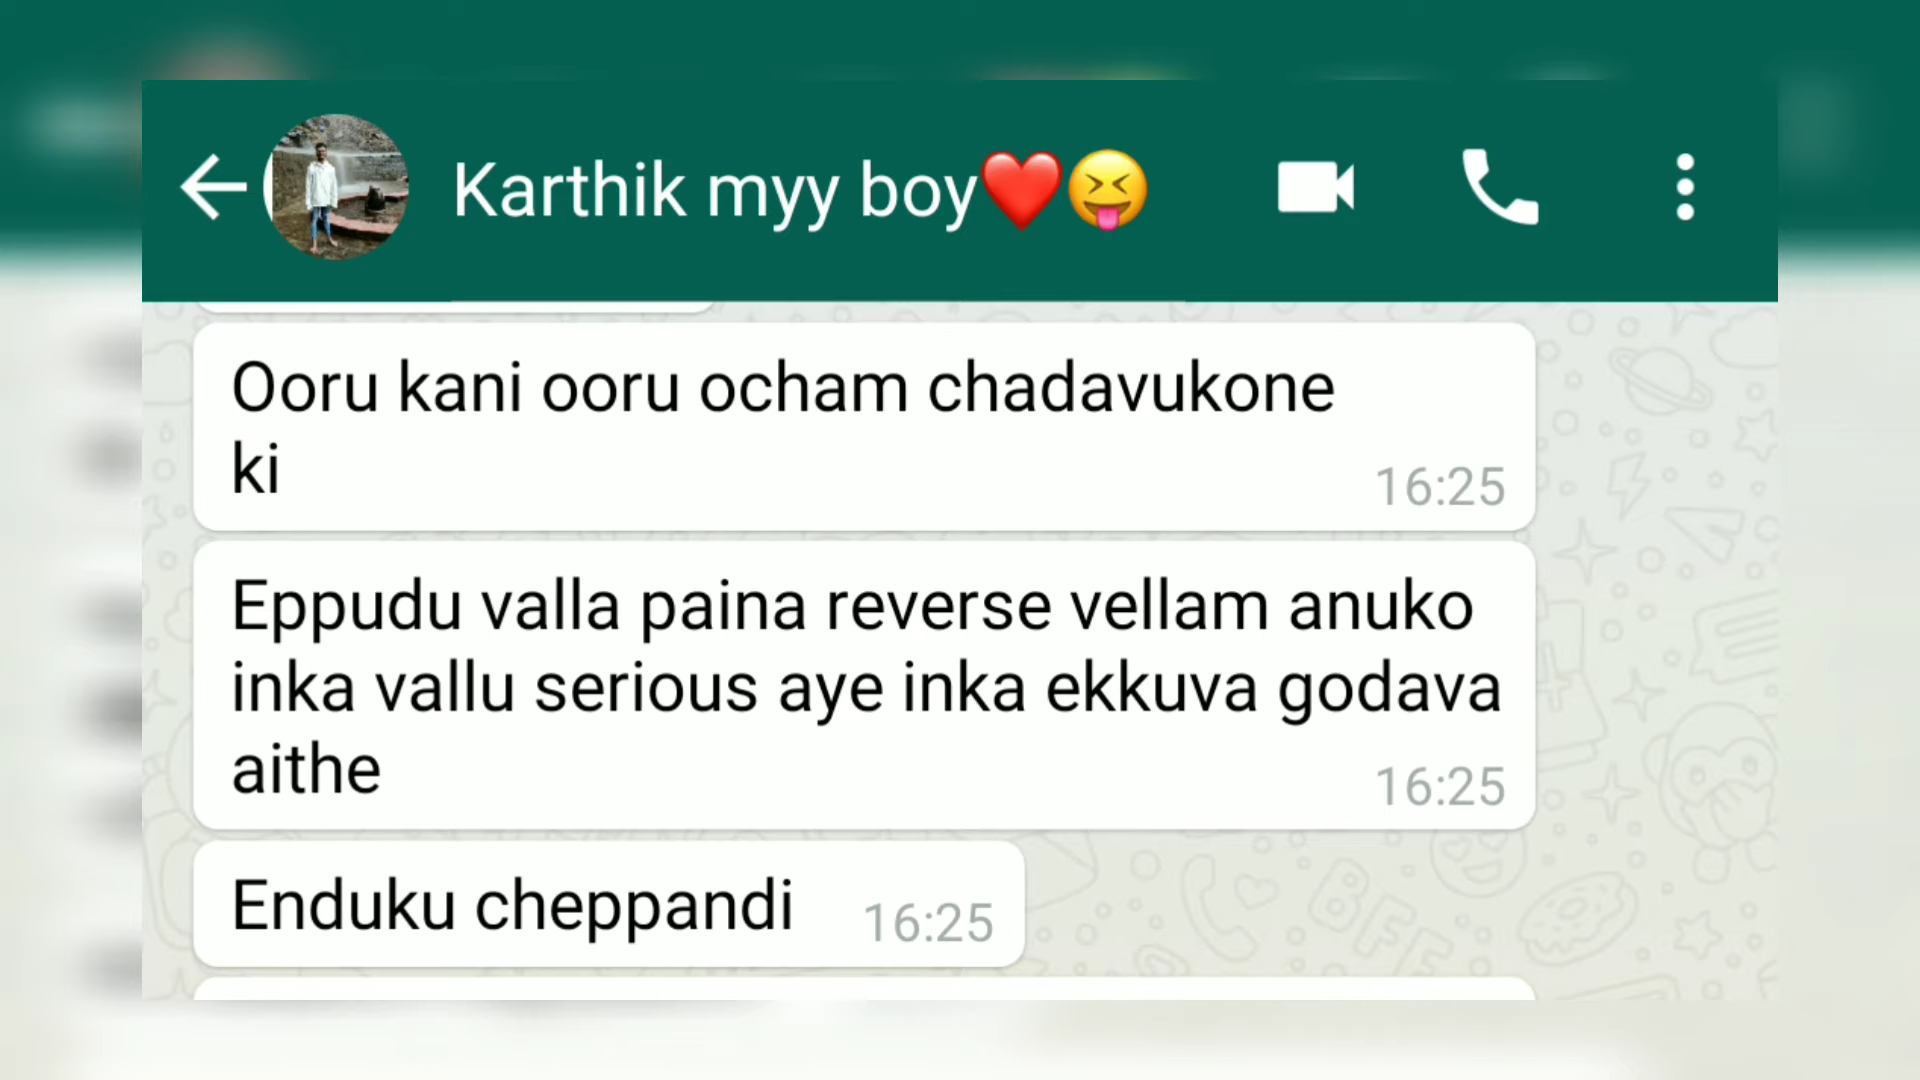 Karthik myy boy❤️😝
Ooru kani ooru ocham chadavukone
ki
16:25
Eppudu valla paina reverse vellam anuko
inka vallu serious aye inka ekkuva godava
aithe
16:25
Enduku cheppandi
16:25